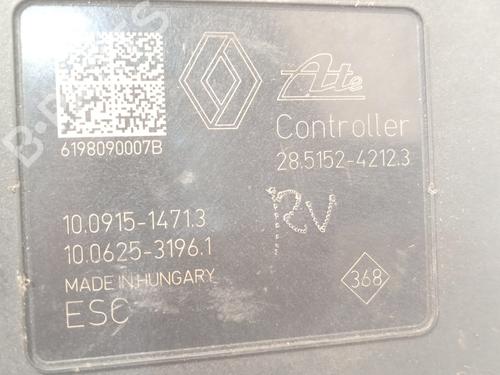 Ate
Controller
6198090007B
28.5152-4212.3
10.0915-1471.3
RV
10.0625-3196.1
MADE IN HUNGARY
368
ESC